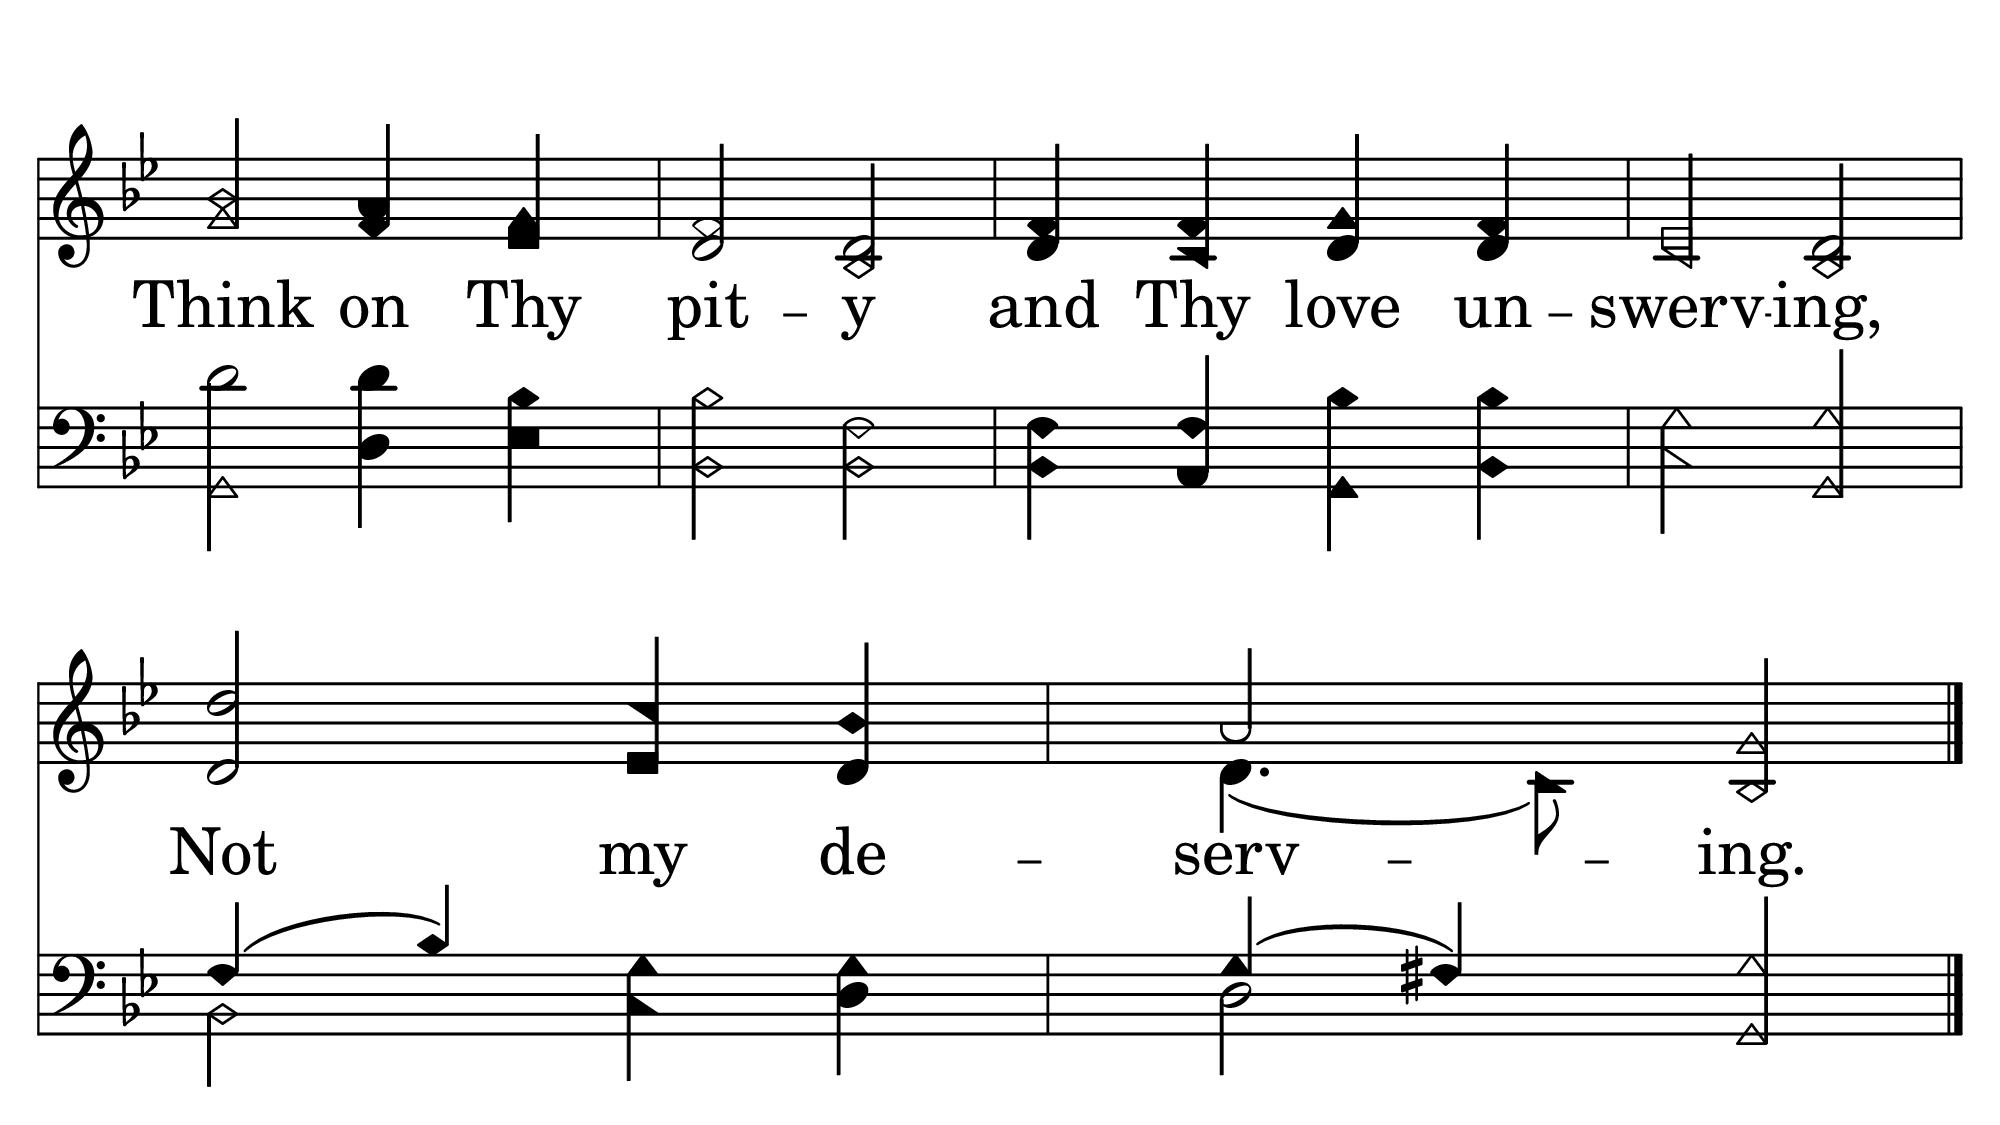 Think on Thy pit – y and Thy love un – swerv-ing,
Not my de – serv – – ing.